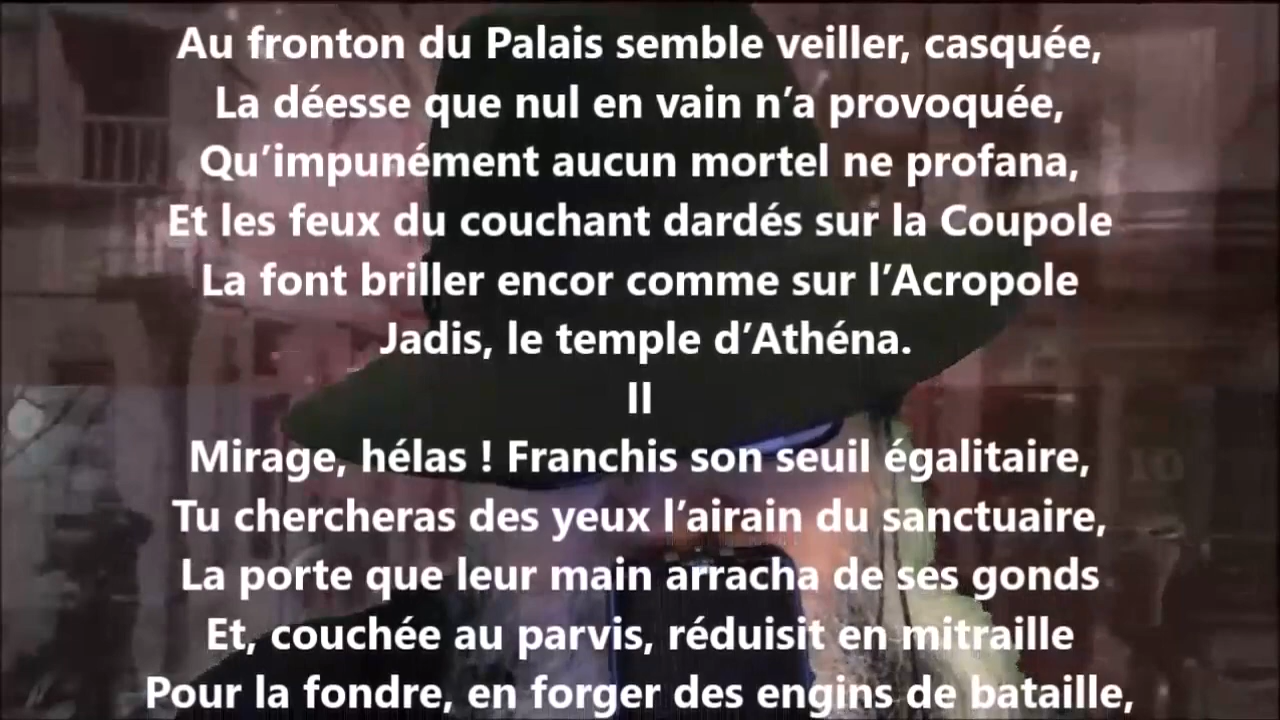 Au fronton du Palais semble veiller, casquée,
La déesse que nul en vain n’a provoquée,
Qu’impunément aucun mortel ne profana,
Et les feux du couchant dardés sur la Coupole
La font briller encor comme sur l’Acropole
Jadis, le temple d’Athéna.
II
Mirage, hélas ! Franchis son seuil égalitaire,
Tu chercheras des yeux l’airain du sanctuaire,
La porte que leur main arracha de ses gonds
Et, couchée au parvis, réduisit en mitraille
Pour la fondre, en forger des engins de bataille,
10